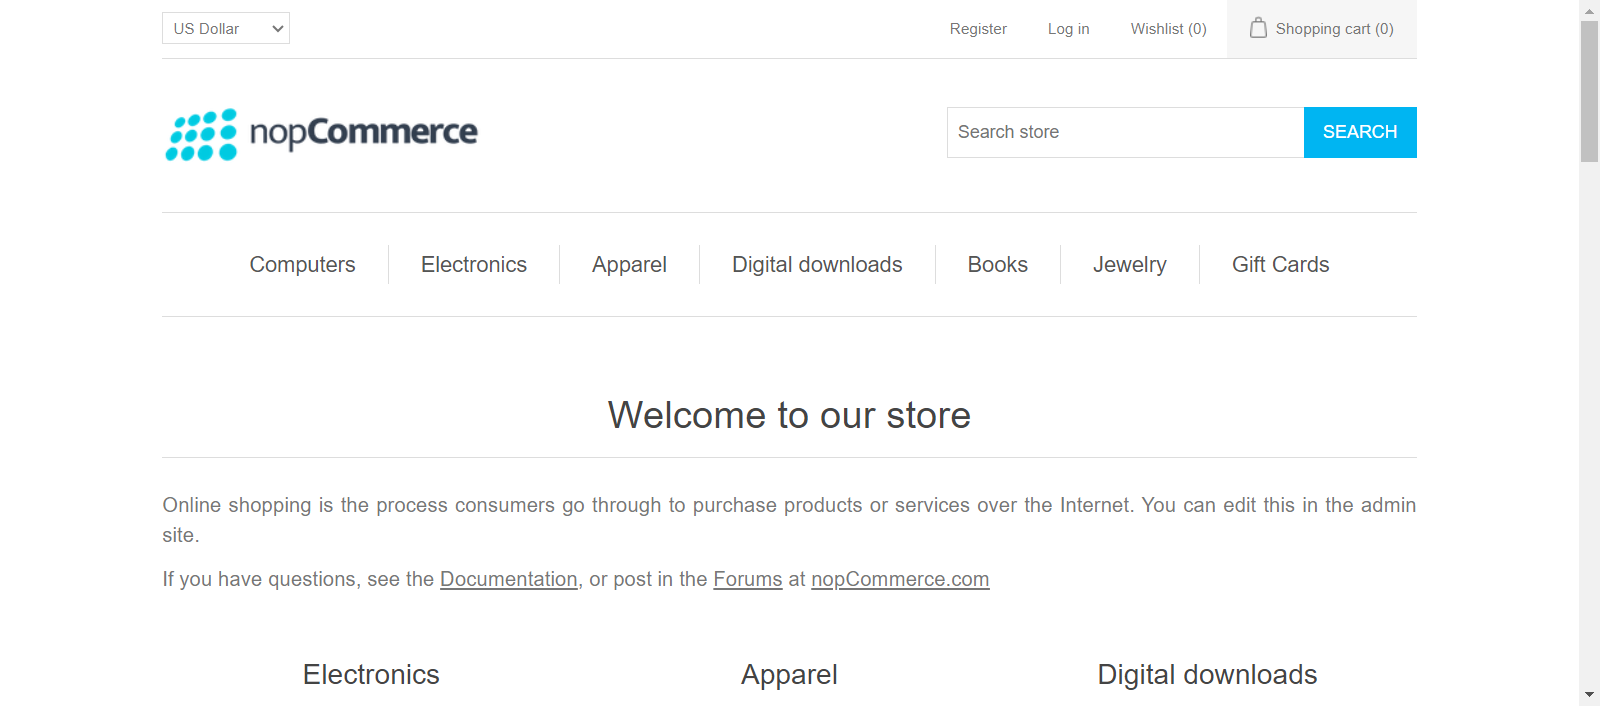 US Dollar Register Log in Wishlist (0) Shopping cart (0)
nopCommerce Search store SEARCH
Computers Electronics Apparel Digital downloads Books Jewelry Gift Cards
Welcome to our store
Online shopping is the process consumers go through to purchase products or services over the Internet. You can edit this in the admin
site.
If you have questions, see the Documentation, or post in the Forums at nopCommerce.com
Electronics Apparel Digital downloads